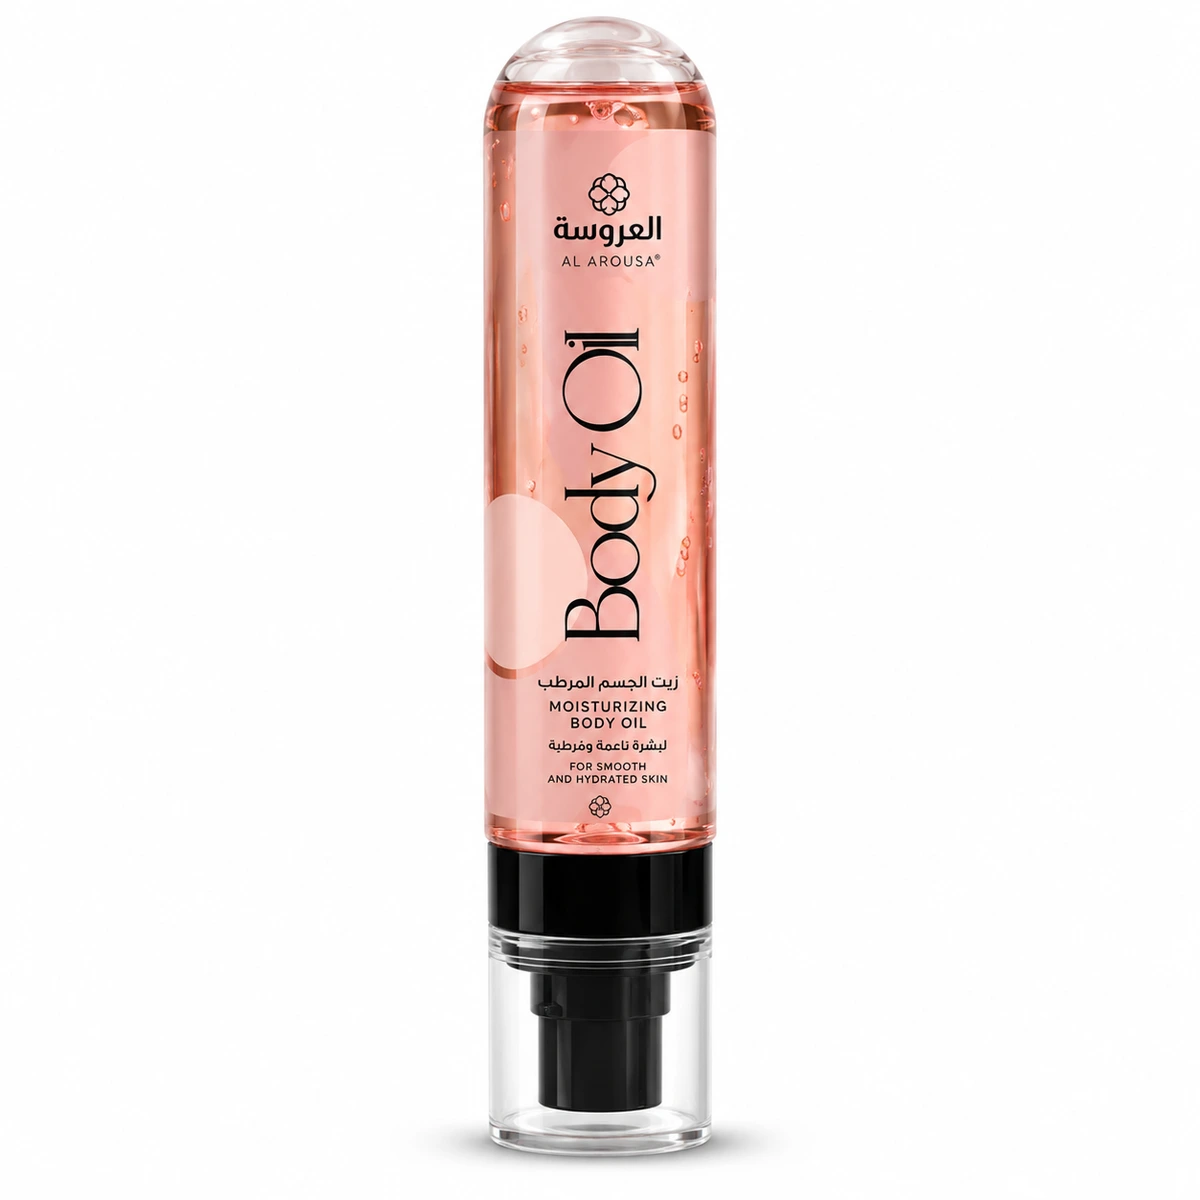 العروسة
AL AROUSA®
Body Oil
زيت الجسم المرطب
MOISTURIZING
BODY OIL
لبشرة ناعمة ومرطبة
FOR SMOOTH
AND HYDRATED SKIN